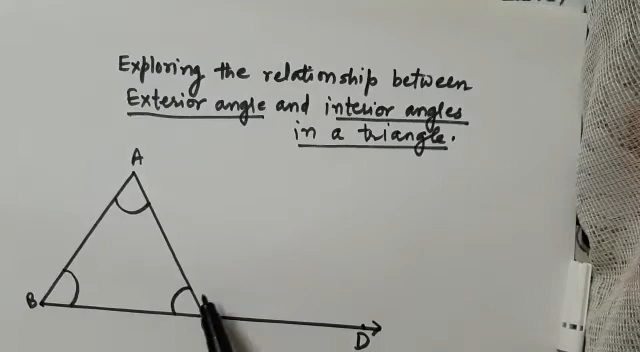 Exploring the relationship between
Exterior angle and interior angles
in a triangle.
A
B
D